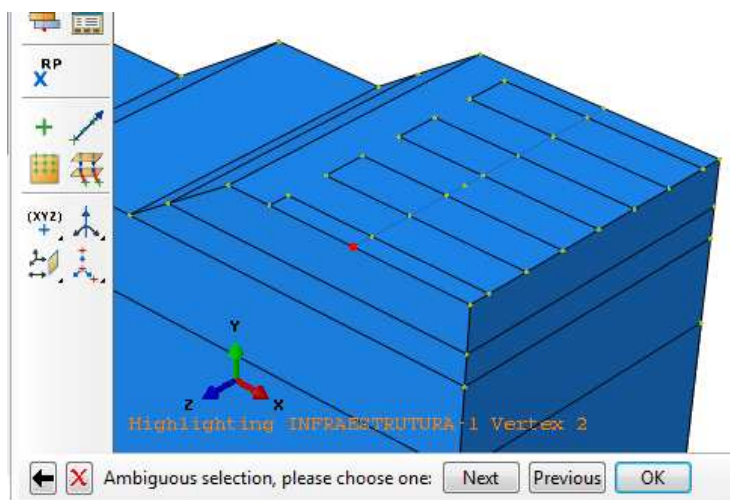 RP
X
(XYZ)
Y
Z
X
Highlighting INFRAESTRUTURA-1 Vertex 2
Ambiguous selection, please choose one: Next Previous OK